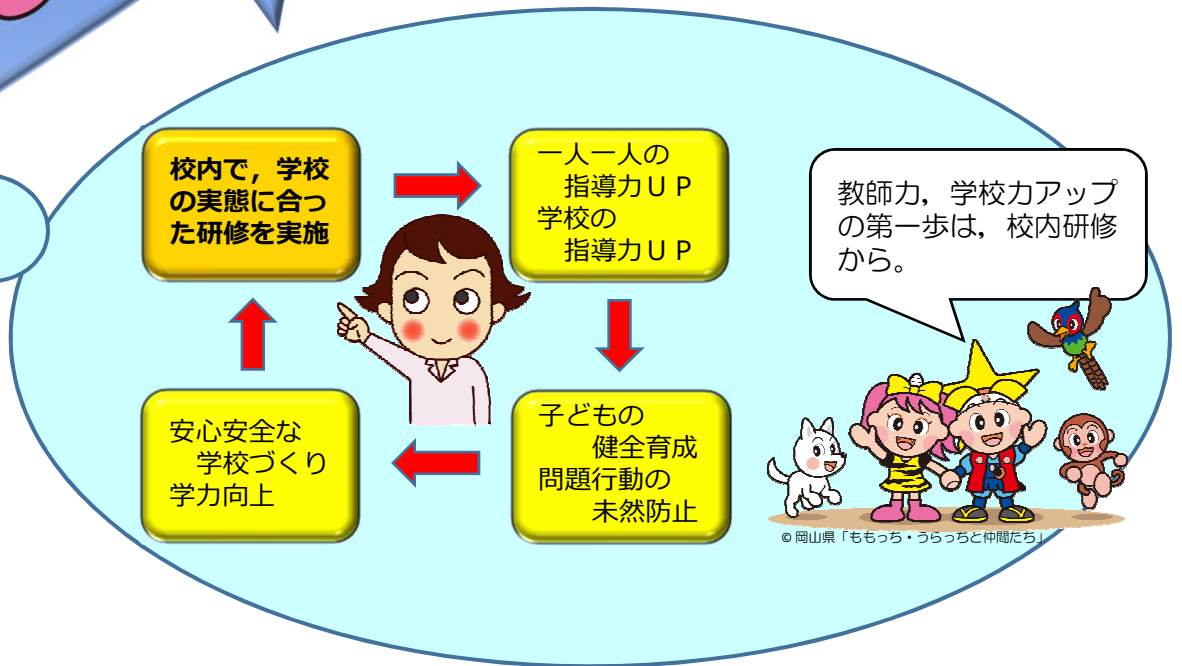 校内で，学校
の実態に合っ
た研修を実施
一人一人の
指導力ＵＰ
学校の
指導力ＵＰ
教師力，学校力アップ
の第一歩は，校内研修
から。
安心安全な
学校づくり
学力向上
子どもの
健全育成
問題行動の
未然防止
©岡山県「ももっち・うらっちと仲間たち」